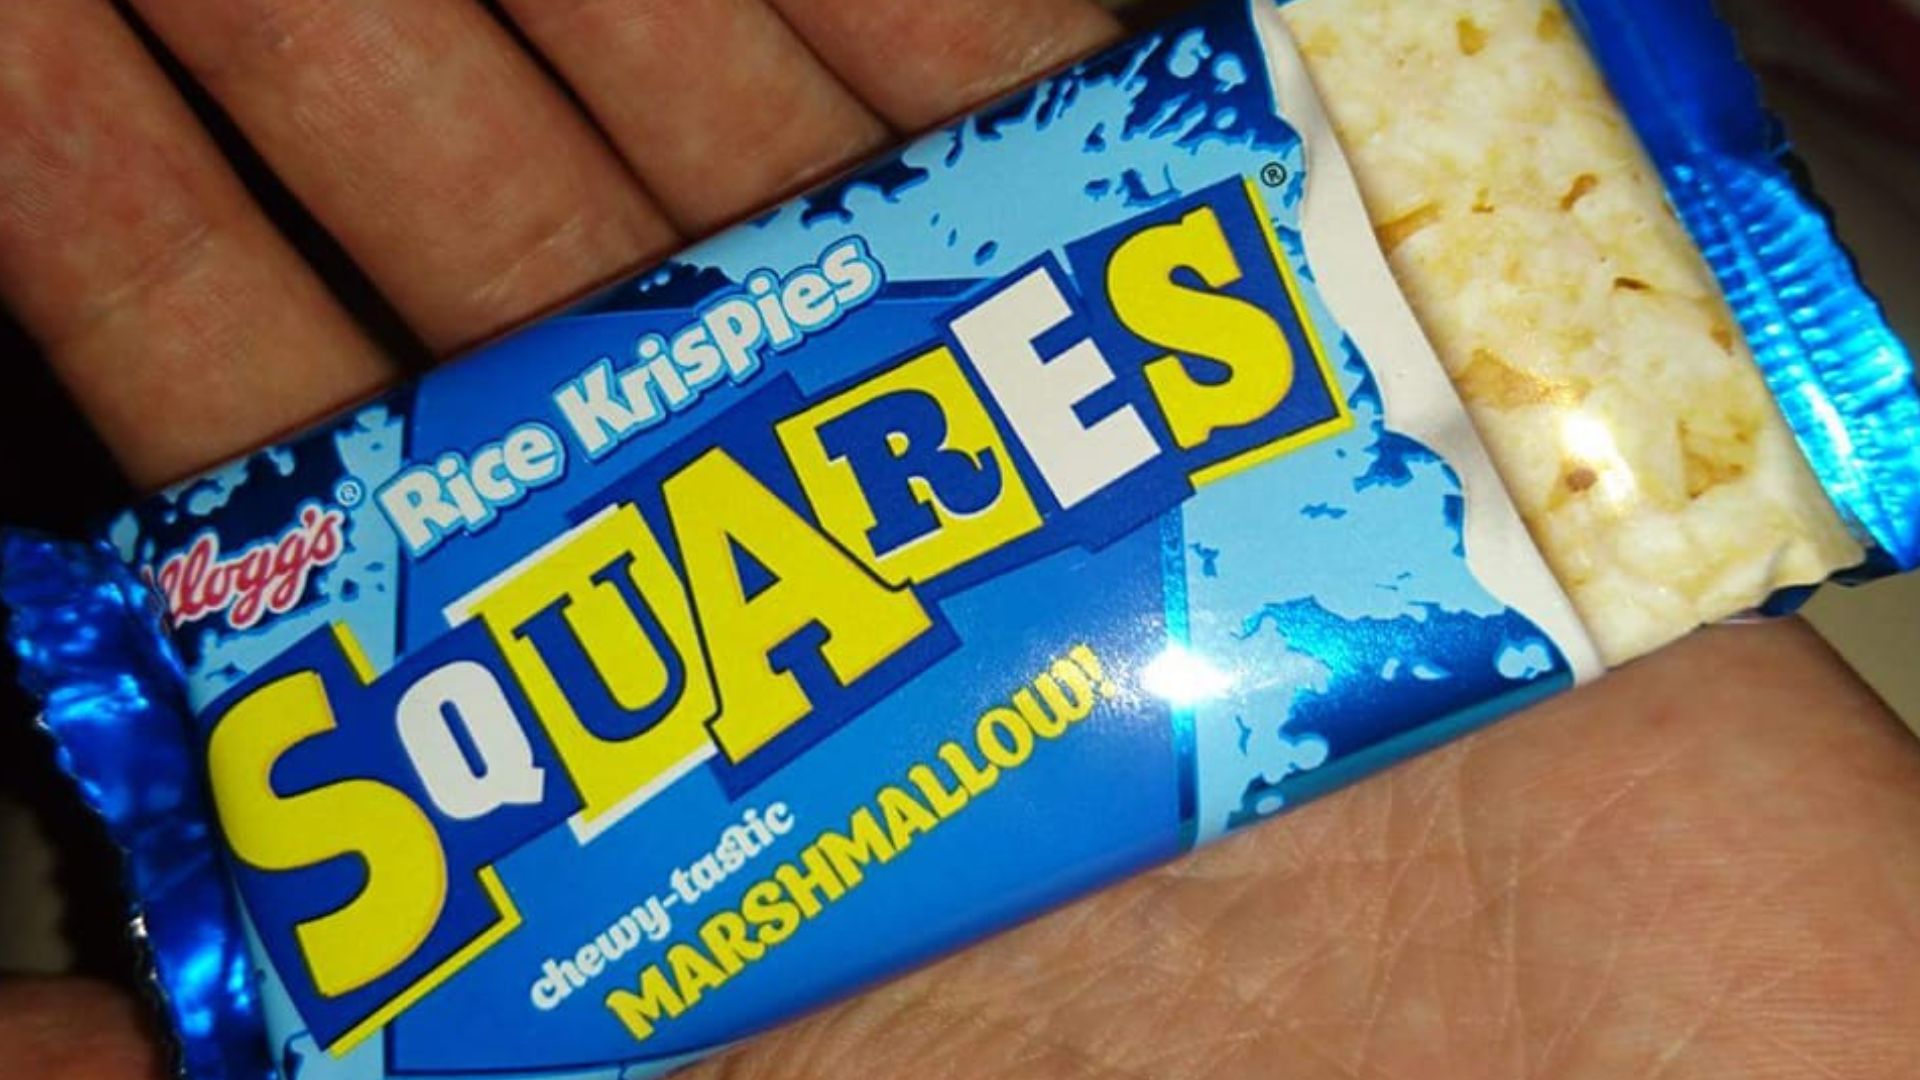 Kellogg's® Rice Krispies
SQUARES®
chewy-tastic
MARSHMALLOW!